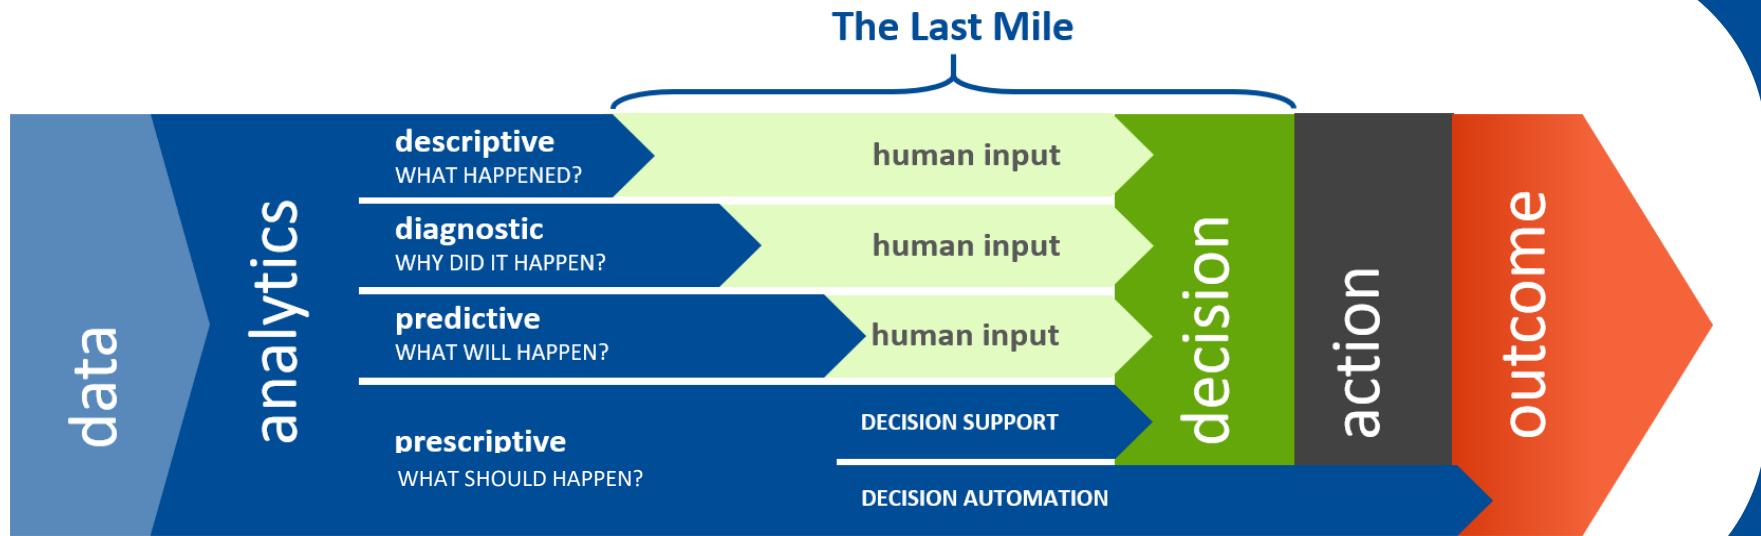 The Last Mile
data
analytics
descriptive
WHAT HAPPENED?
human input
diagnostic
WHY DID IT HAPPEN?
human input
predictive
WHAT WILL HAPPEN?
human input
prescriptive
WHAT SHOULD HAPPEN?
DECISION SUPPORT
DECISION AUTOMATION
decision
action
outcome